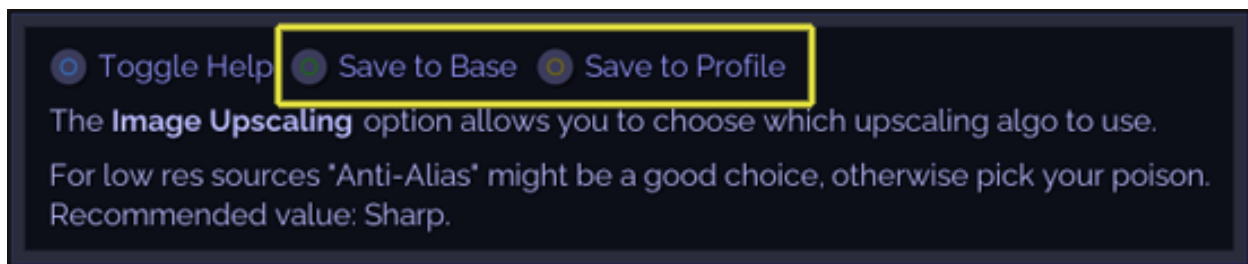 Toggle Help Save to Base Save to Profile
The Image Upscaling option allows you to choose which upscaling algo to use.
For low res sources "Anti-Alias" might be a good choice, otherwise pick your poison.
Recommended value: Sharp.